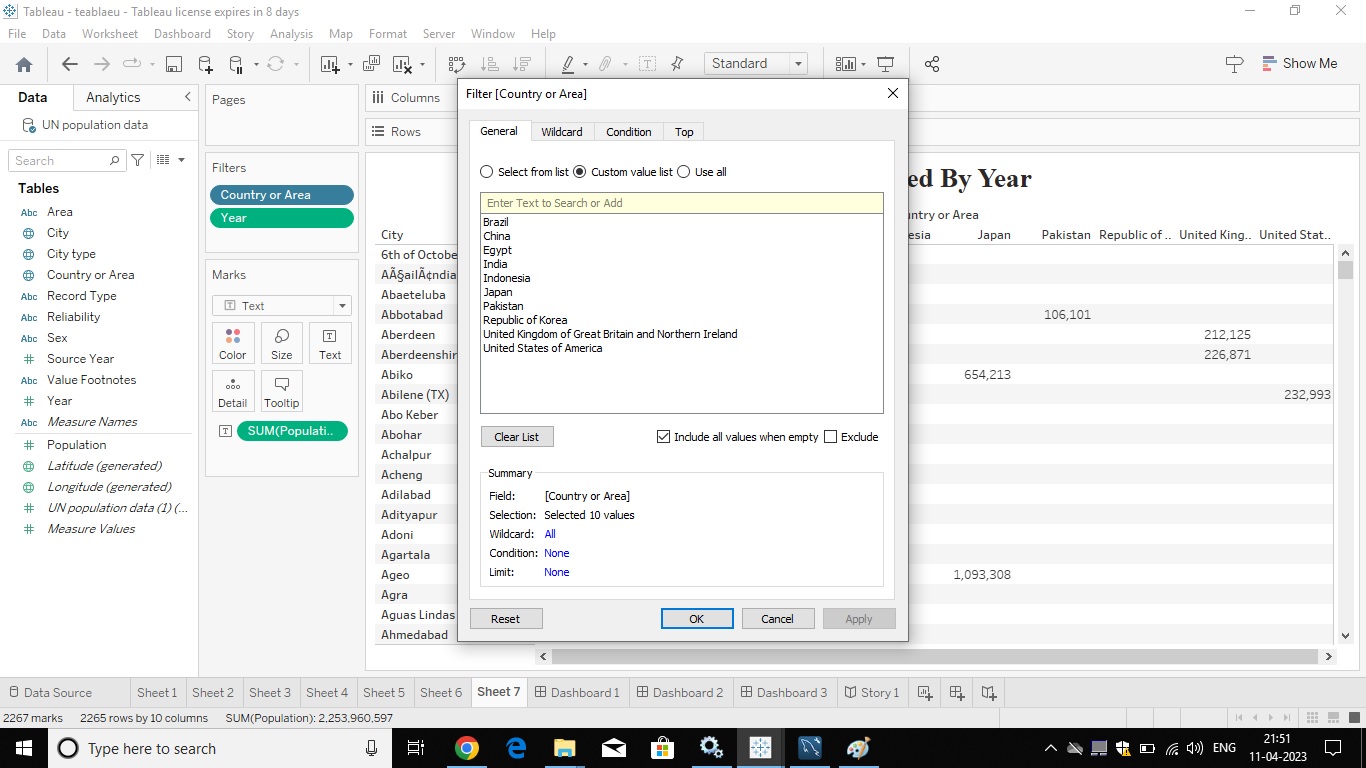 Tableau - teablaeu - Tableau license expires in 8 days
File Data Worksheet Dashboard Story Analysis Map Format Server Window Help
Standard
Show Me
Data Analytics
UN population data
Search
Tables
Abc Area
City
City type
Country or Area
Abc Record Type
Abc Reliability
Abc Sex
Source Year
Abc Value Footnotes
Year
Abc Measure Names
Population
Latitude (generated)
Longitude (generated)
UN population data (1) (...
Measure Values
Pages
Filters
Country or Area
Year
Marks
T Text
Color Size Text
Detail Tooltip
SUM(Populati..
Columns
Rows
ed By Year
ntry or Area
City
esia Japan Pakistan Republic of .. United King.. United Stat..
6th of Octobe
AÃ§ailÃ¢ndia
Abaeteluba
Abbotabad 106,101
Aberdeen 212,125
Aberdeenshir 226,871
Abiko 654,213
Abilene (TX) 232,993
Abo Keber
Abohar
Achalpur
Acheng
Adilabad
Adityapur
Adoni
Agartala
Ageo 1,093,308
Agra
Aguas Lindas
Ahmedabad
Filter [Country or Area]
General Wildcard Condition Top
Select from list Custom value list Use all
Enter Text to Search or Add
Brazil
China
Egypt
India
Indonesia
Japan
Pakistan
Republic of Korea
United Kingdom of Great Britain and Northern Ireland
United States of America
Clear List Include all values when empty Exclude
Summary
Field: [Country or Area]
Selection: Selected 10 values
Wildcard: All
Condition: None
Limit: None
Reset OK Cancel Apply
Data Source Sheet 1 Sheet 2 Sheet 3 Sheet 4 Sheet 5 Sheet 6 Sheet 7 Dashboard 1 Dashboard 2 Dashboard 3 Story 1
2267 marks 2265 rows by 10 columns SUM(Population): 2,253,960,597
Type here to search
ENG
21:51
11-04-2023